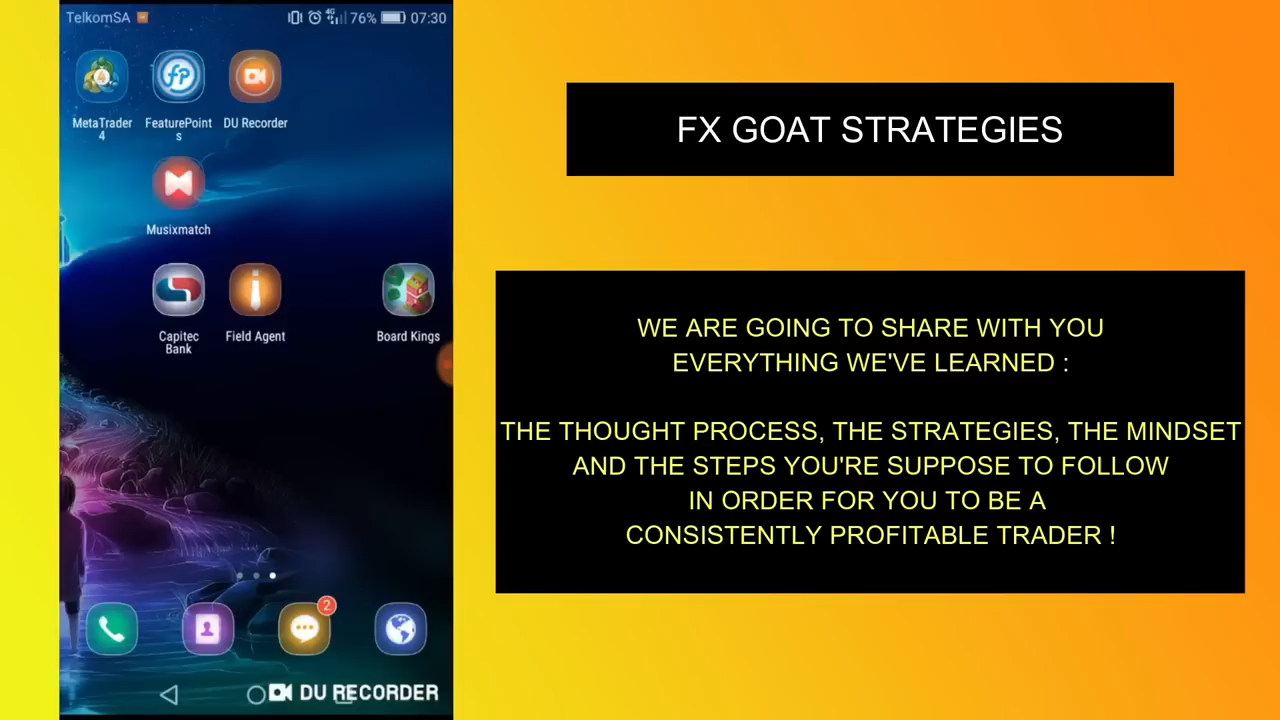 TelkomSA
4G
76%
07:30
4
fP
MetaTrader
4
FeaturePoint
s
DU Recorder
Musixmatch
Capitec
Bank
Field Agent
Board Kings
2
DU RECORDER
FX GOAT STRATEGIES
WE ARE GOING TO SHARE WITH YOU
EVERYTHING WE'VE LEARNED :
THE THOUGHT PROCESS, THE STRATEGIES, THE MINDSET
AND THE STEPS YOU'RE SUPPOSE TO FOLLOW
IN ORDER FOR YOU TO BE A
CONSISTENTLY PROFITABLE TRADER !